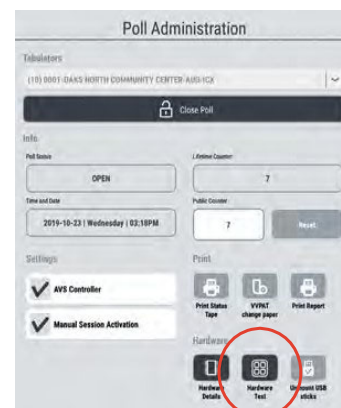 Poll Administration
Tabulators
(10) 0001-OAKS NORTH COMMUNITY CENTER-AUDI-ICX
Close Poll
Info
Poll Status
Lifetime Counter
OPEN
7
Time and Date
Public Counter
2019-10-23 | Wednesday | 03:18PM
7
Reset
Settings
Print
AVS Controller
Print Status Tape
VVPAT change paper
Print Report
Manual Session Activation
Hardware
Hardware Details
Hardware Test
USB sticks